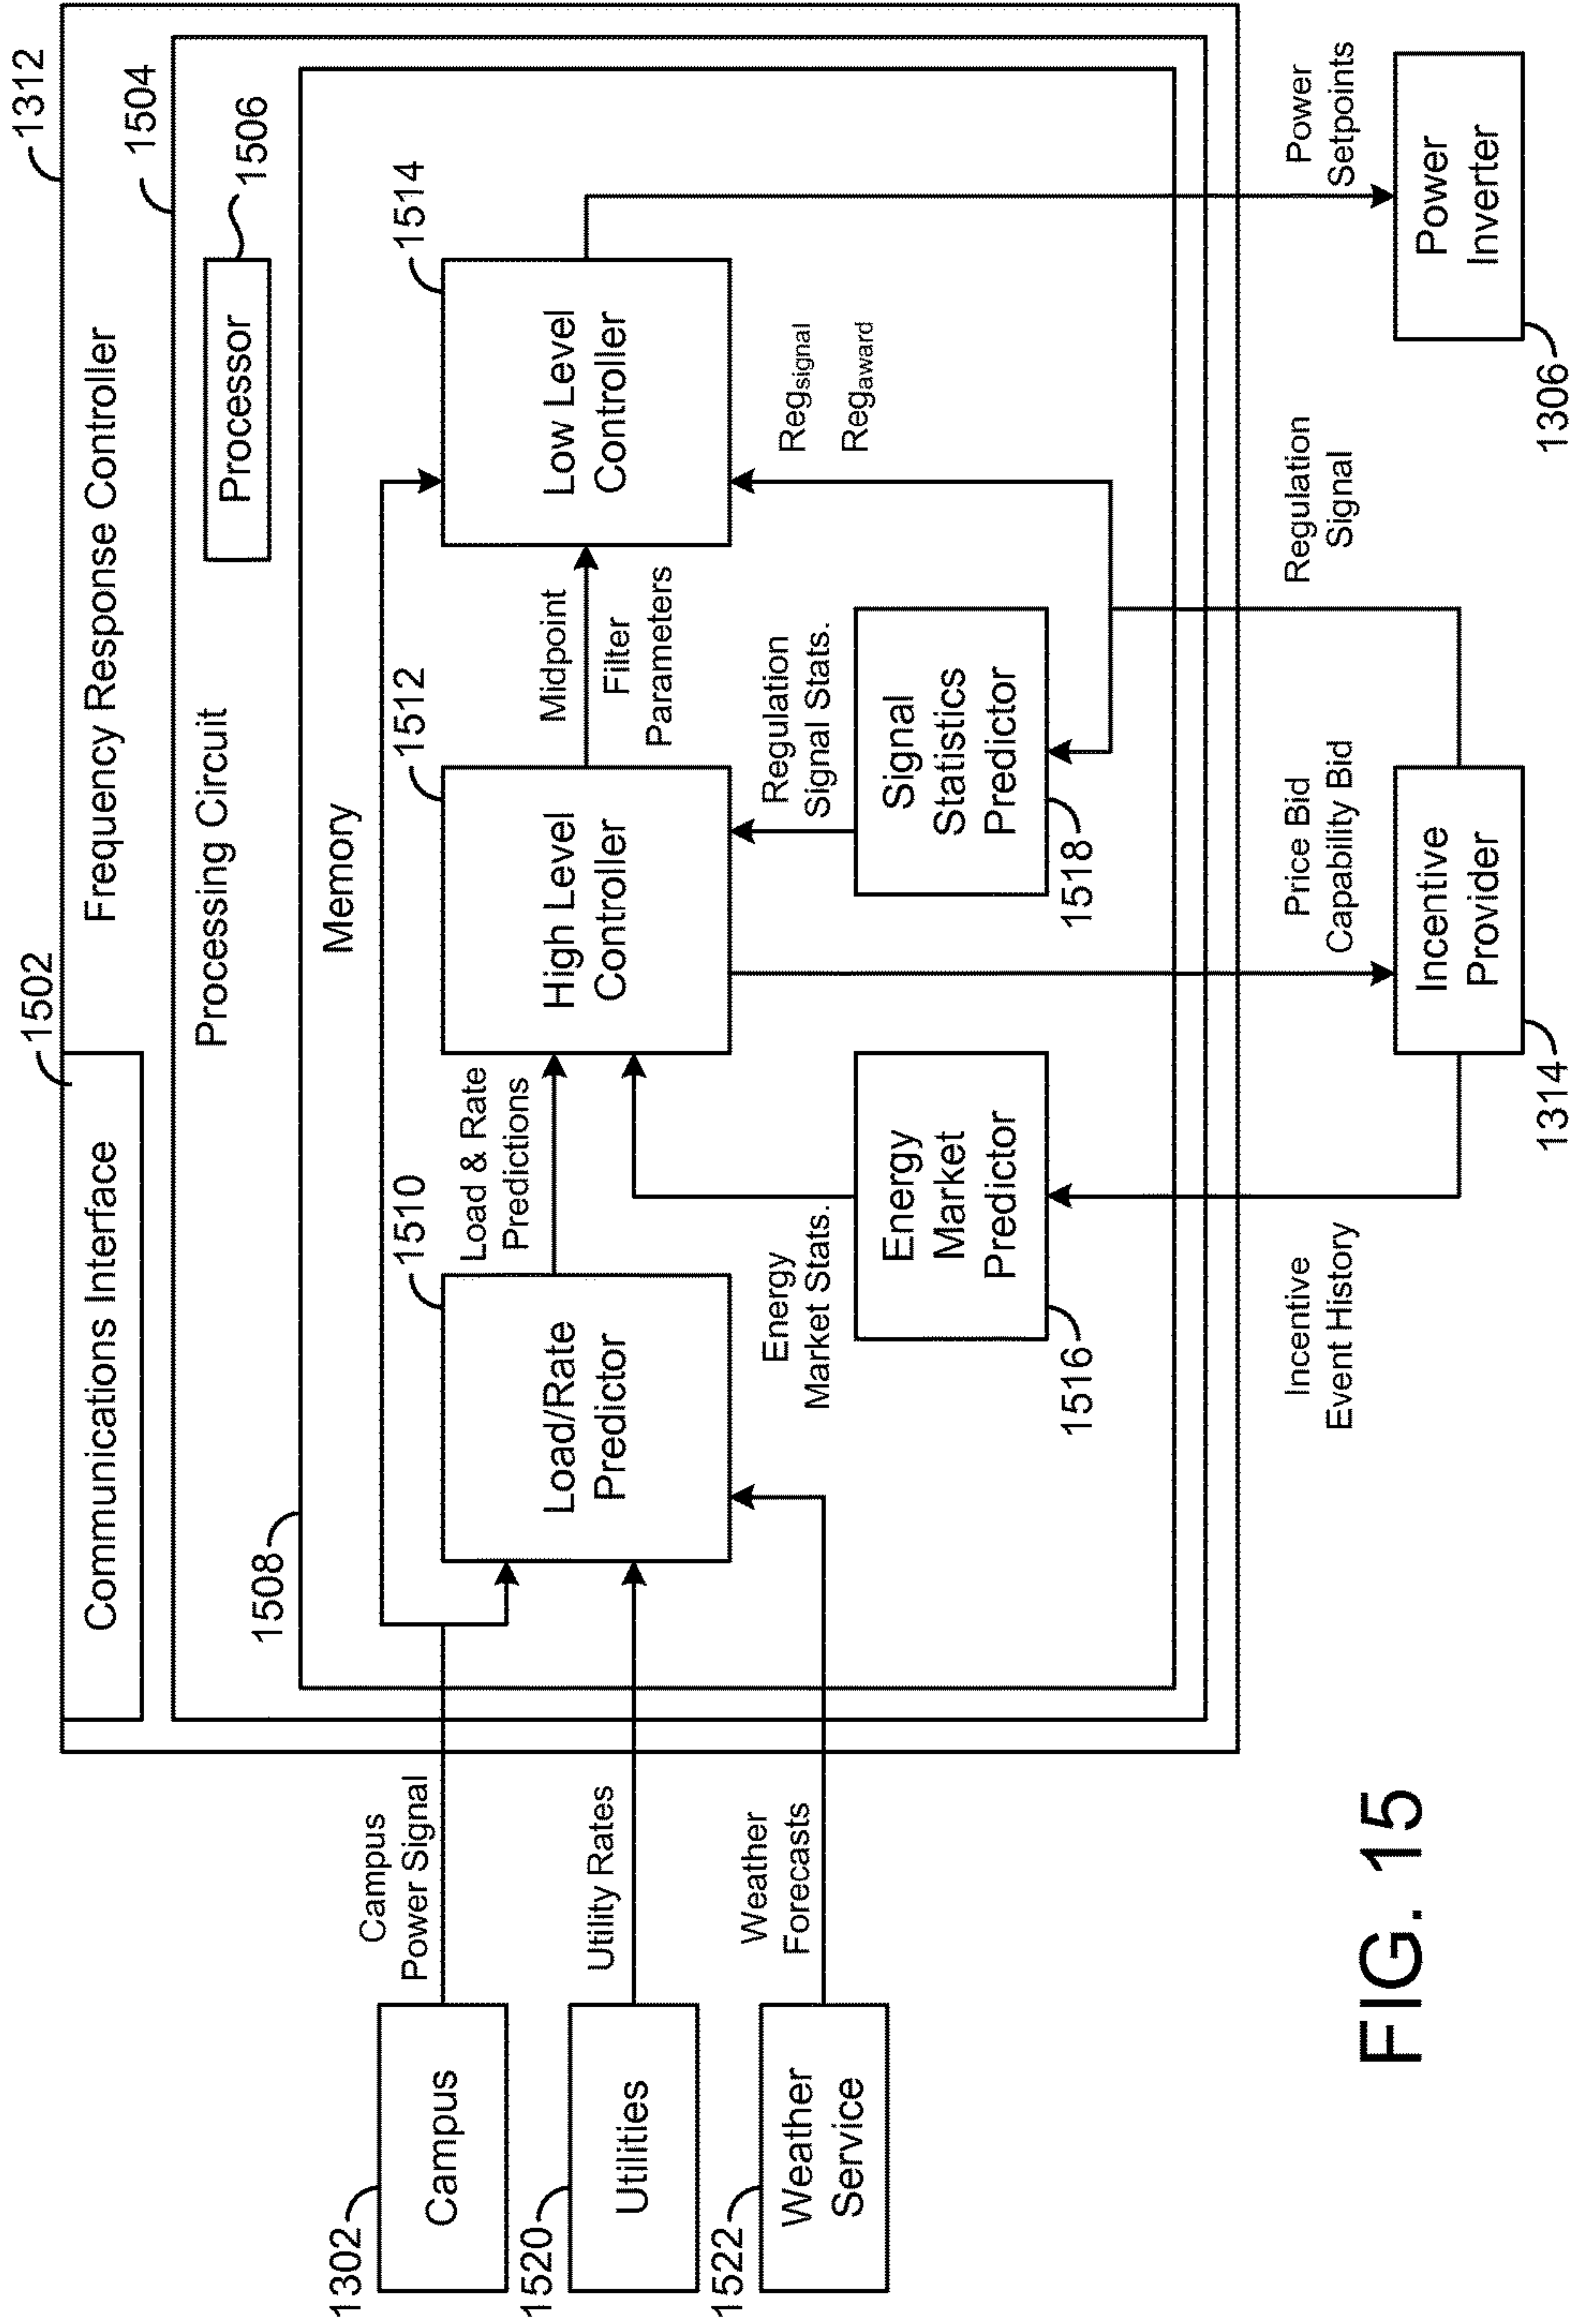 1312
1502
Communications Interface
Frequency Response Controller
1504
Processing Circuit
1506
Processor
1508
Memory
1510
Load/Rate
Predictor
Load & Rate
Predictions
1512
High Level
Controller
Midpoint
Filter
Parameters
1514
Low Level
Controller
Energy
Market Stats.
Energy
Market
Predictor
1516
Regulation
Signal Stats.
Signal
Statistics
Predictor
1518
Regsignal
Regaward
1302
Campus
Campus
Power Signal
1520
Utilities
Utility Rates
1522
Weather
Service
Weather
Forecasts
Incentive
Event History
Price Bid
Capability Bid
Regulation
Signal
Power
Setpoints
Incentive
Provider
1314
Power
Inverter
1306
FIG. 15